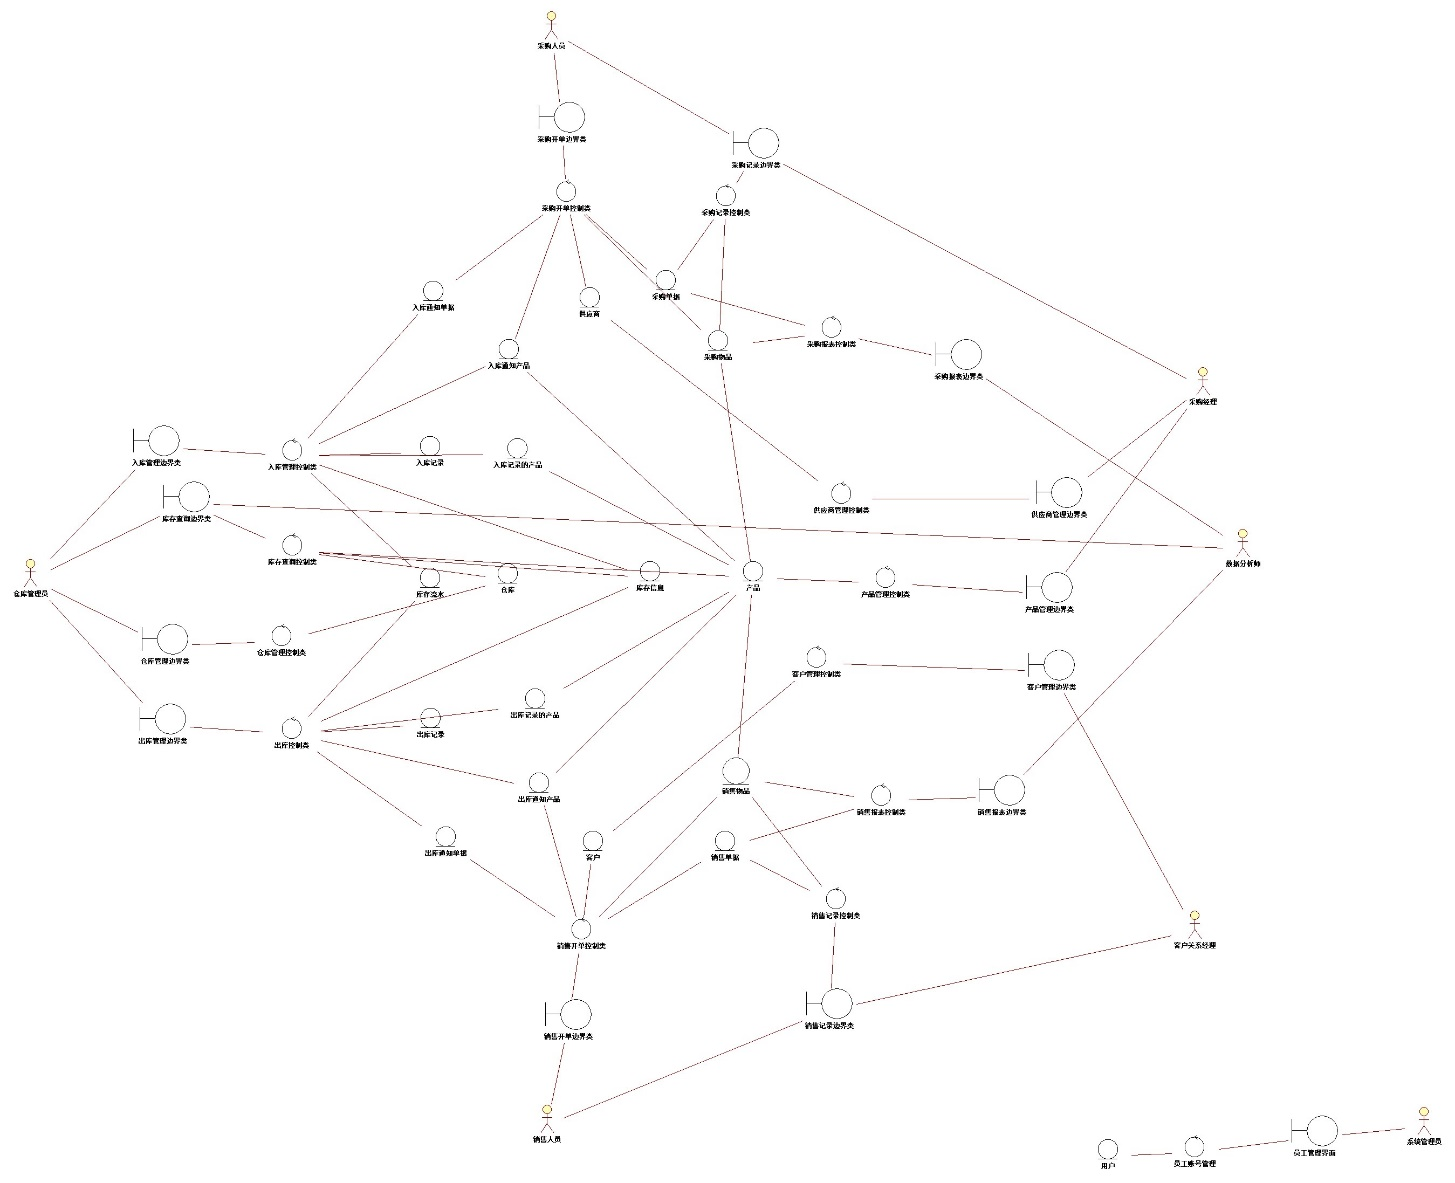 采购人员
采购开单边界类
采购记录边界类
采购开单控制类
采购记录控制类
入库通知单据
供应商
采购单据
入库通知产品
采购物品
采购报表控制类
采购报表边界类
采购经理
入库管理边界类
入库管理控制类
入库记录
入库记录的产品
供应商管理控制类
供应商管理边界类
库存查询边界类
库存查询控制类
仓库管理员
库存流水
仓库
库存信息
产品
产品管理控制类
产品管理边界类
数据分析师
仓库管理边界类
仓库管理控制类
客户管理控制类
客户管理边界类
出库管理边界类
出库控制类
出库记录
出库记录的产品
出库通知产品
销售物品
销售报表控制类
销售报表边界类
出库通知单据
客户
销售单据
销售记录控制类
销售开单控制类
客户关系经理
销售开单边界类
销售记录边界类
销售人员
用户
员工账号管理
员工管理界面
系统管理员